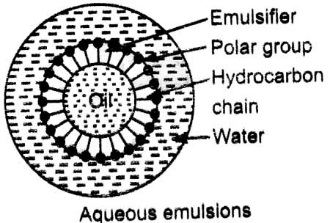 Emulsifier
Polar group
Hydrocarbon
chain
Oil
Water
Aqueous emulsions